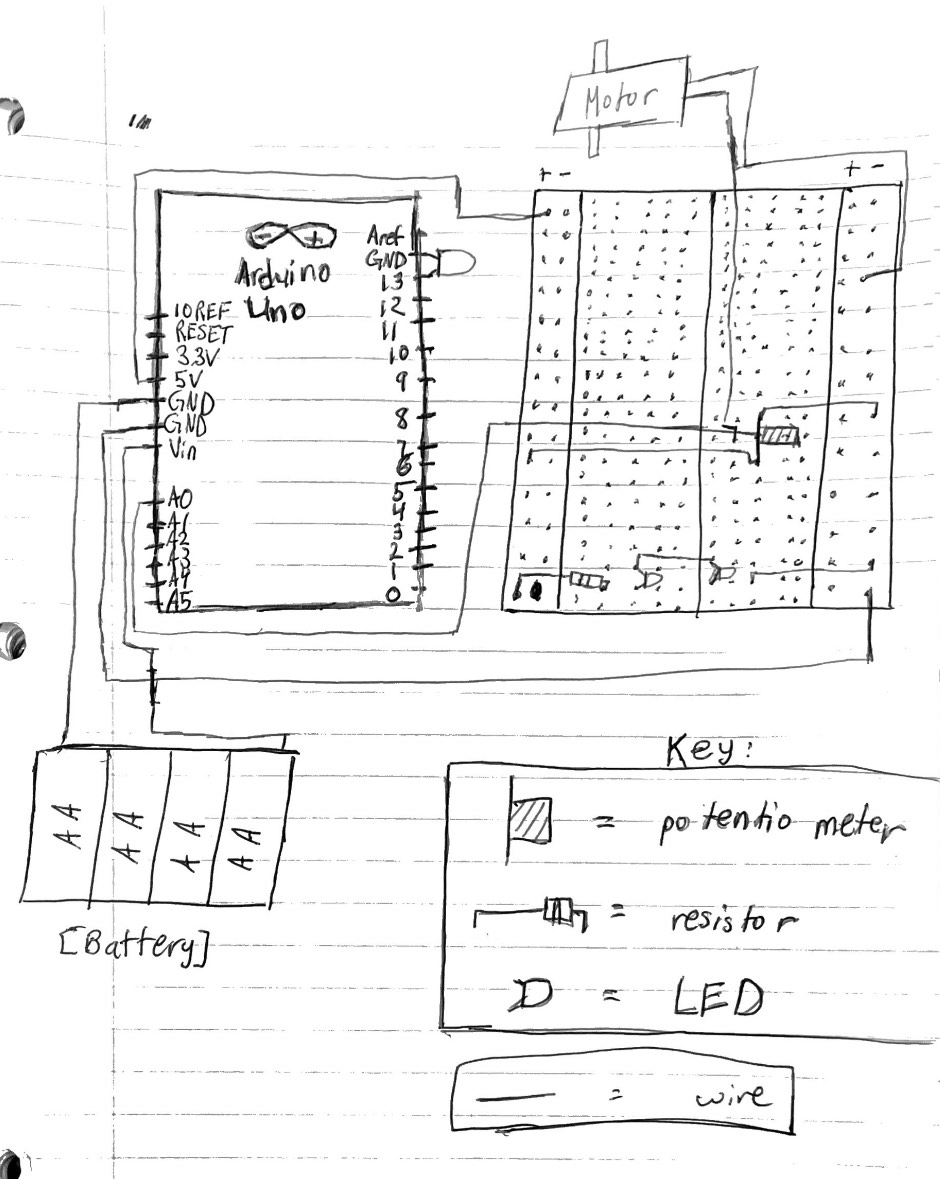 Motor
+ -
+ -
- +
Arduino
Uno
Aref
GND
13
12
11
10
9
8
7
6
5
4
3
2
1
0
IOREF
RESET
3.3V
5V
GND
GND
Vin
A0
A1
A2
A3
A4
A5
AA
AA
AA
AA
[Battery]
Key:
= potentio meter
= resistor
D = LED
— = wire